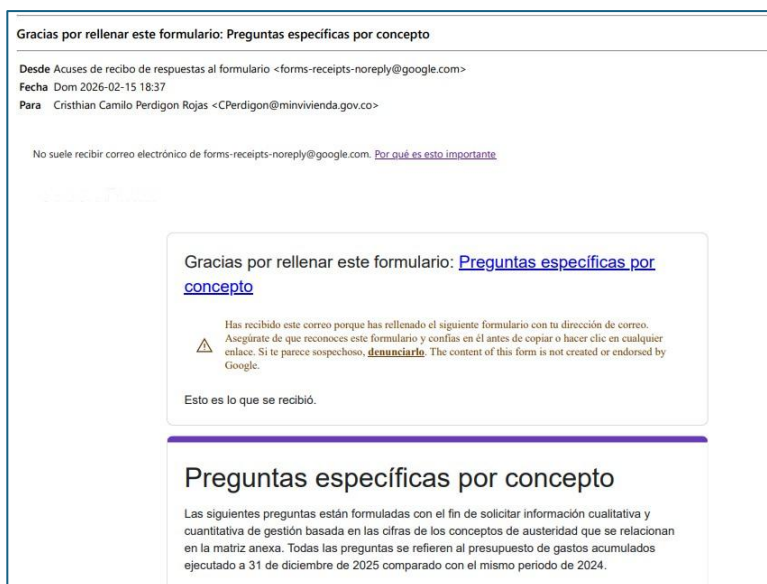 Gracias por rellenar este formulario: Preguntas específicas por concepto
Desde Acuses de recibo de respuestas al formulario <forms-receipts-noreply@google.com>
Fecha Dom 2026-02-15 18:37
Para Cristhian Camilo Perdigon Rojas <CPerdigon@minvivienda.gov.co>
No suele recibir correo electrónico de forms-receipts-noreply@google.com. Por qué es esto importante
Gracias por rellenar este formulario: Preguntas específicas por
concepto
Has recibido este correo porque has rellenado el siguiente formulario con tu dirección de correo.
Asegúrate de que reconoces este formulario y confías en él antes de copiar o hacer clic en cualquier
enlace. Si te parece sospechoso, denunciarlo. The content of this form is not created or endorsed by
Google.
Esto es lo que se recibió.
Preguntas específicas por concepto
Las siguientes preguntas están formuladas con el fin de solicitar información cualitativa y
cuantitativa de gestión basada en las cifras de los conceptos de austeridad que se relacionan
en la matriz anexa. Todas las preguntas se refieren al presupuesto de gastos acumulados
ejecutado a 31 de diciembre de 2025 comparado con el mismo periodo de 2024.